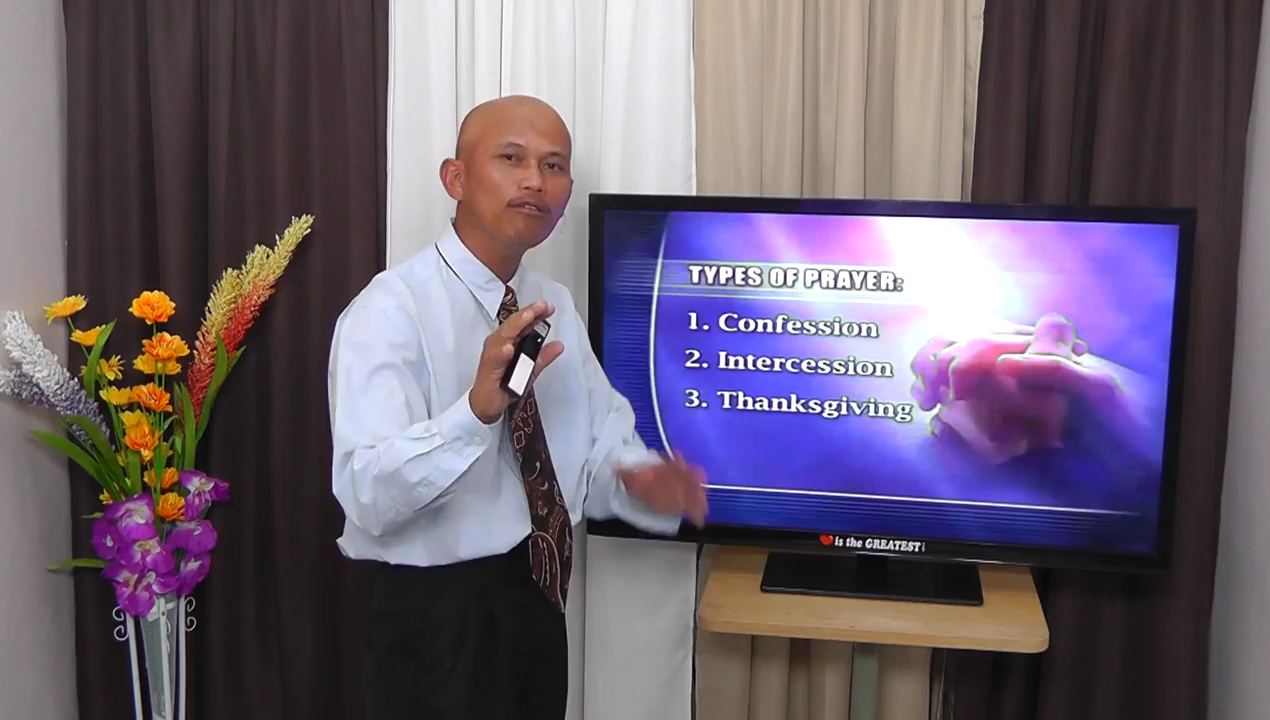 TYPES OF PRAYER:
1. Confession
2. Intercession
3. Thanksgiving
❤ is the GREATEST!